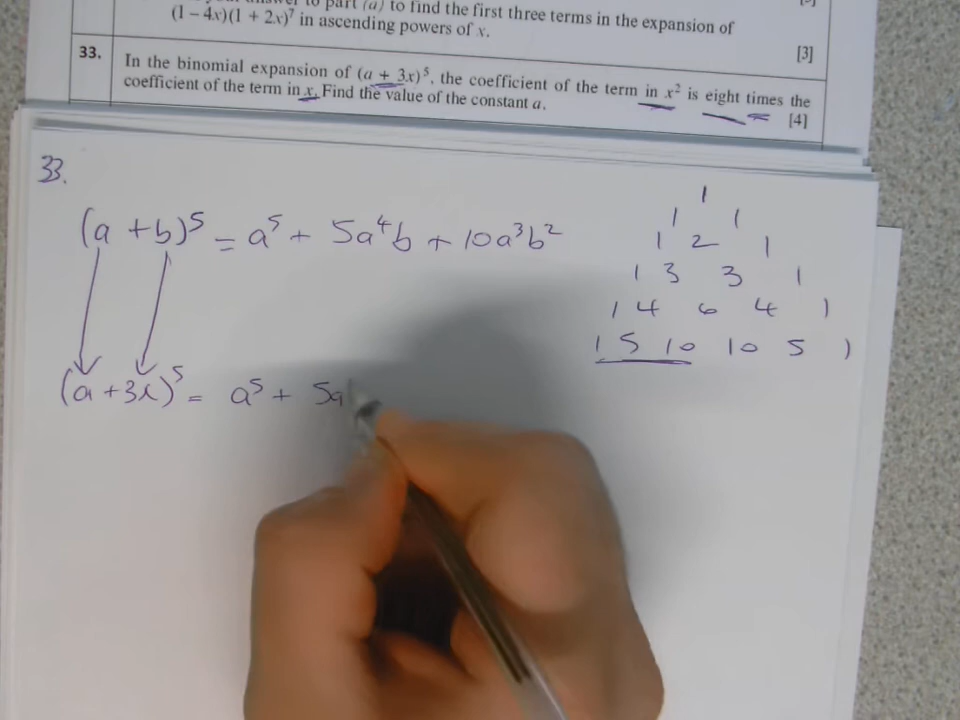 to part (a) to find the first three terms in the expansion of
(1 − 4x)(1 + 2x)⁷ in ascending powers of x.
[3]
33. In the binomial expansion of (a + 3x)⁵, the coefficient of the term in x² is eight times the
coefficient of the term in x. Find the value of the constant a.
[4]
33.
(a + b)⁵ = a⁵ + 5a⁴b + 10a³b²
(a + 3x)⁵ = a⁵ + 5a
1
1 1
1 2 1
1 3 3 1
1 4 6 4 1
1 5 10 10 5 1